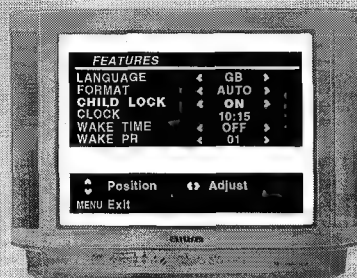 FEATURES
LANGUAGE GB
FORMAT AUTO
CHILD LOCK ON
CLOCK 10:15
WAKE TIME OFF
WAKE PR 01
Position Adjust
MENU Exit